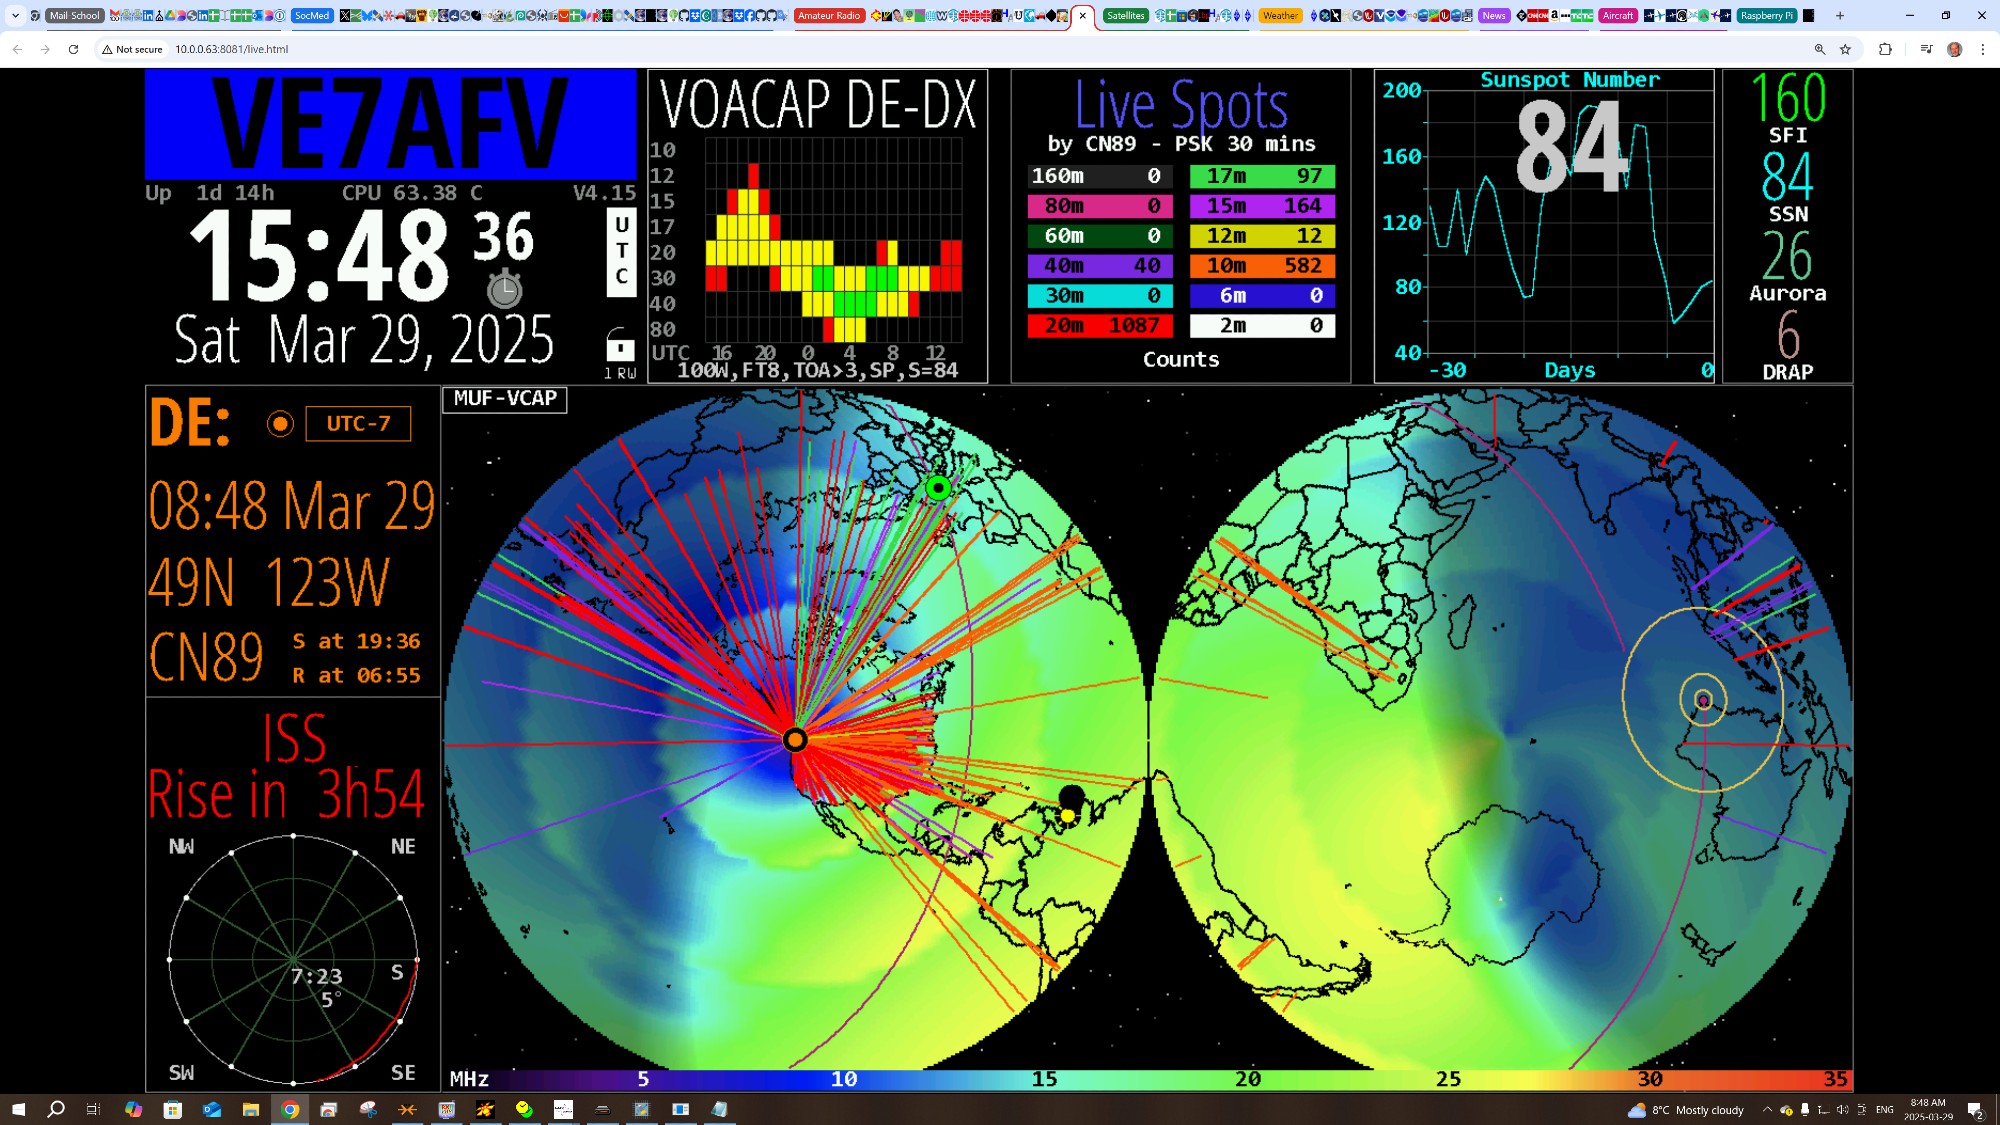 Mail School
SocMed
Amateur Radio
Satellites
Weather
News
Aircraft
Raspberry Pi
Not secure
10.0.0.63:8081/live.html
VE7AFV
Up 1d 14h CPU 63.38 C V4.15
15:48 36
UTC
Sat Mar 29, 2025
1 RW
VOACAP DE-DX
10
12
15
17
20
30
40
80
UTC 16 20 0 4 8 12
100W,FT8,TOA>3,SP,S=84
Live Spots
by CN89 - PSK 30 mins
160m 0 17m 97
80m 0 15m 164
60m 0 12m 12
40m 40 10m 582
30m 0 6m 0
20m 1087 2m 0
Counts
Sunspot Number
84
200
160
120
80
40
-30 Days 0
160
SFI
84
SSN
26
Aurora
6
DRAP
DE:
UTC-7
08:48 Mar 29
49N 123W
CN89
S at 19:36
R at 06:55
ISS
Rise in 3h54
NW NE
7:23
5°
S
SW SE
MUF-VCAP
MHz 5 10 15 20 25 30 35
8°C Mostly cloudy
ENG
8:48 AM
2025-03-29
2